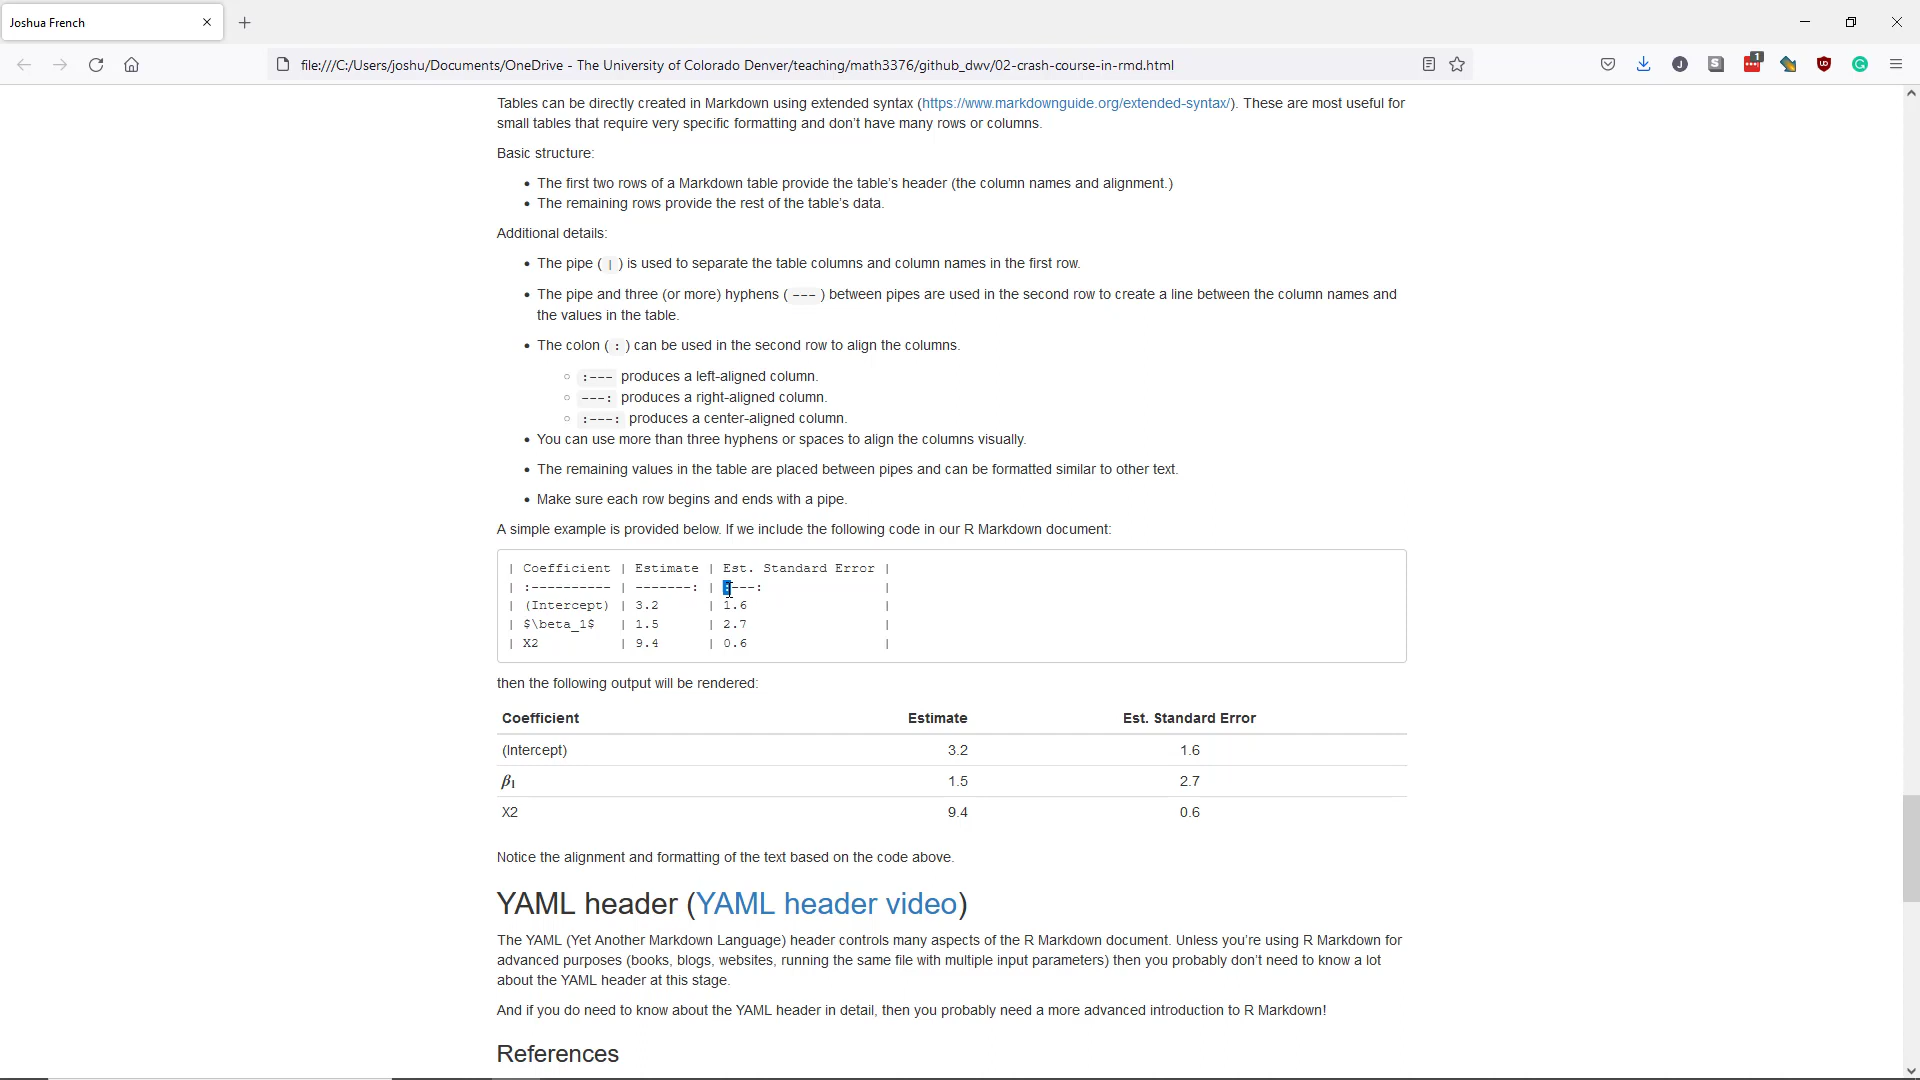 Joshua French
file:///C:/Users/joshu/Documents/OneDrive - The University of Colorado Denver/teaching/math3376/github_dwv/02-crash-course-in-rmd.html
1
Tables can be directly created in Markdown using extended syntax (https://www.markdownguide.org/extended-syntax/). These are most useful for
small tables that require very specific formatting and don’t have many rows or columns.
Basic structure:
• The first two rows of a Markdown table provide the table’s header (the column names and alignment.)
• The remaining rows provide the rest of the table’s data.
Additional details:
• The pipe ( | ) is used to separate the table columns and column names in the first row.
• The pipe and three (or more) hyphens ( --- ) between pipes are used in the second row to create a line between the column names and
the values in the table.
• The colon ( : ) can be used in the second row to align the columns.
○ :--- produces a left-aligned column.
○ ---: produces a right-aligned column.
○ :---: produces a center-aligned column.
• You can use more than three hyphens or spaces to align the columns visually.
• The remaining values in the table are placed between pipes and can be formatted similar to other text.
• Make sure each row begins and ends with a pipe.
A simple example is provided below. If we include the following code in our R Markdown document:
| Coefficient | Estimate | Est. Standard Error |
| :---------- | -------: | :---: |
| (Intercept) | 3.2 | 1.6 |
| $\beta_1$ | 1.5 | 2.7 |
| X2 | 9.4 | 0.6 |
then the following output will be rendered:
Coefficient Estimate Est. Standard Error
(Intercept) 3.2 1.6
β1 1.5 2.7
X2 9.4 0.6
Notice the alignment and formatting of the text based on the code above.
YAML header (YAML header video)
The YAML (Yet Another Markdown Language) header controls many aspects of the R Markdown document. Unless you’re using R Markdown for
advanced purposes (books, blogs, websites, running the same file with multiple input parameters) then you probably don’t need to know a lot
about the YAML header at this stage.
And if you do need to know about the YAML header in detail, then you probably need a more advanced introduction to R Markdown!
References